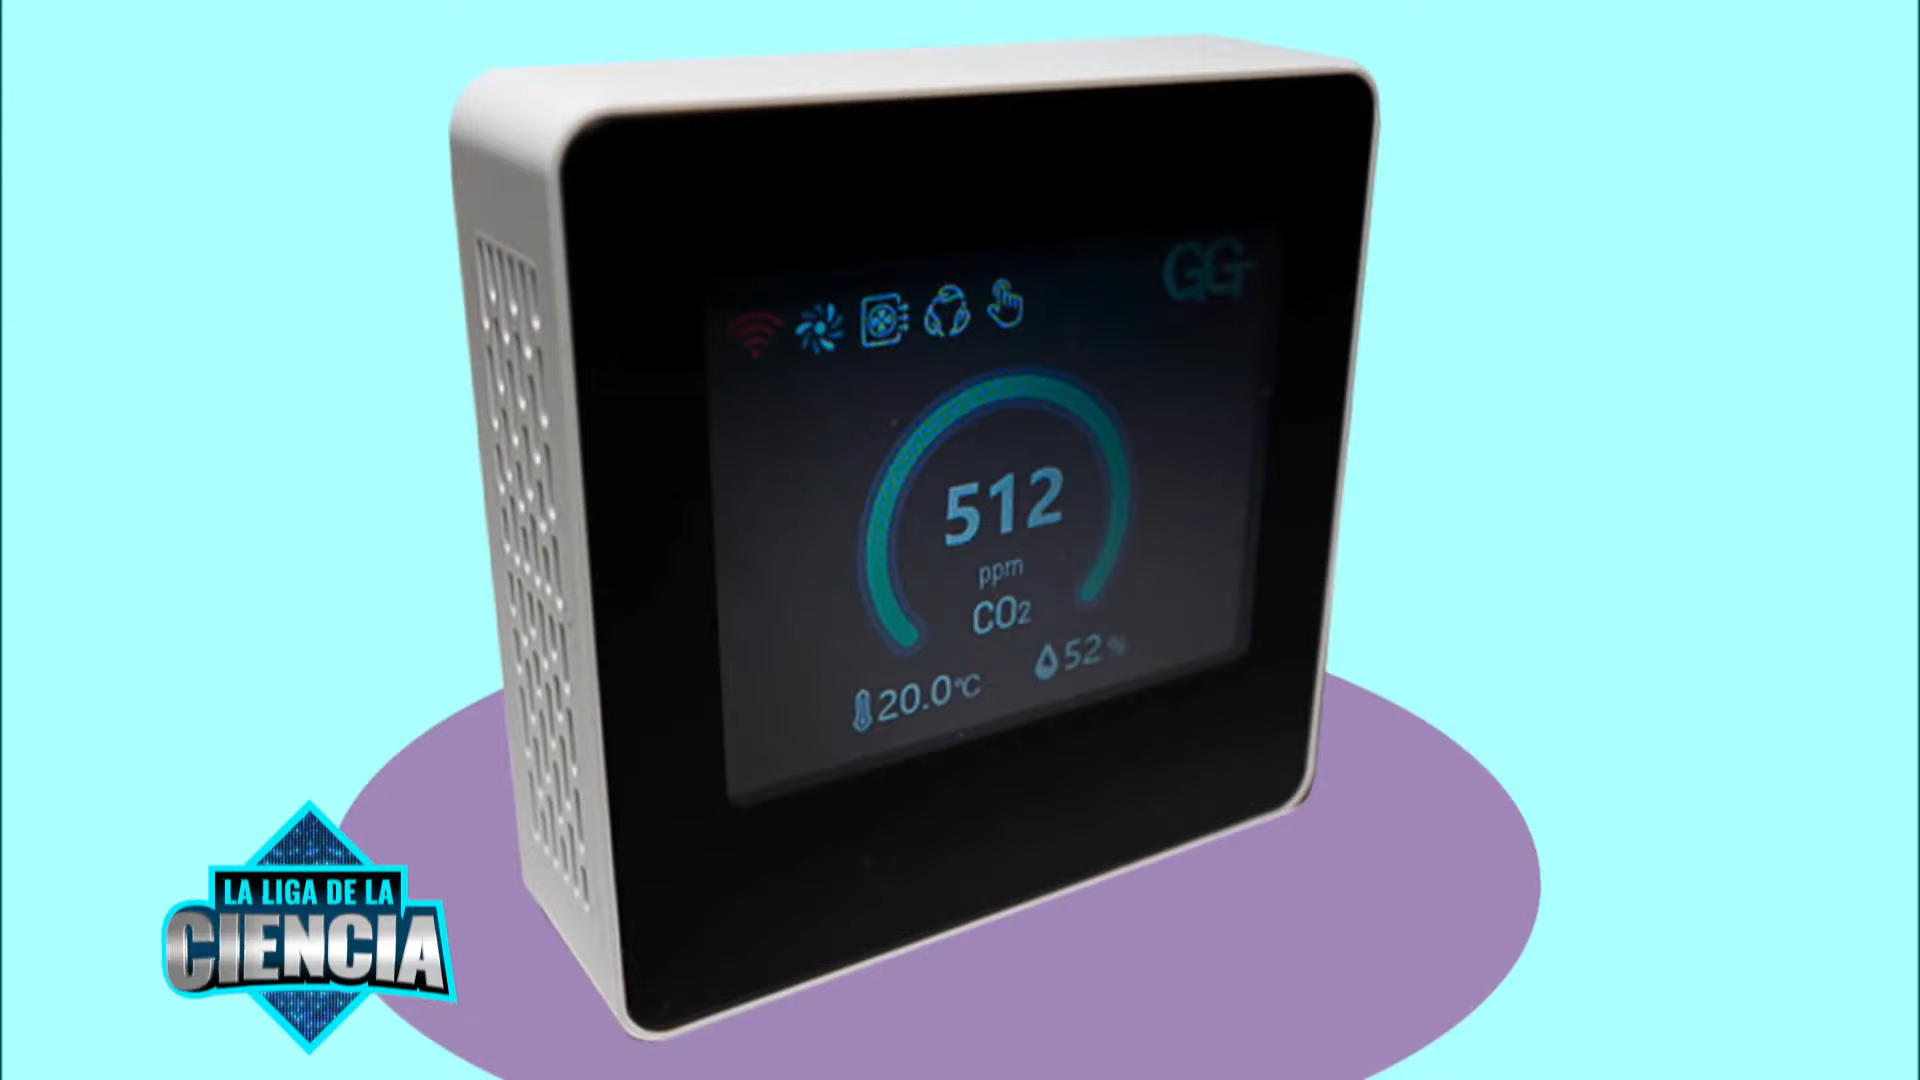 GG
512
ppm
CO2
20.0°C
52 %
LA LIGA DE LA
CIENCIA